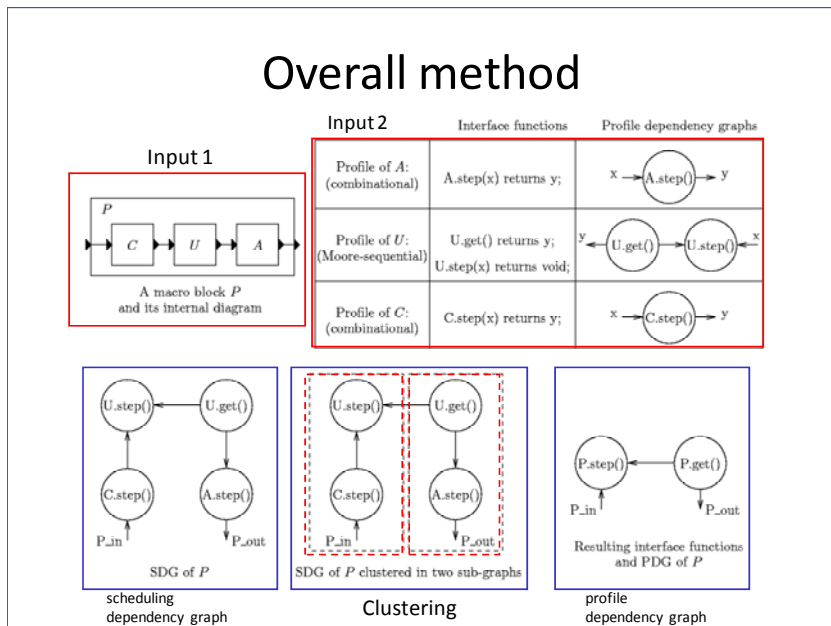 Overall method
Input 1
Input 2
Interface functions
Profile dependency graphs
P
C
U
A
A macro block P
and its internal diagram
Profile of A:
(combinational)
A.step(x) returns y;
x
A.step()
y
Profile of U:
(Moore-sequential)
U.get() returns y;
U.step(x) returns void;
y
U.get()
U.step()
x
Profile of C:
(combinational)
C.step(x) returns y;
x
C.step()
y
U.step()
U.get()
C.step()
A.step()
P_in
P_out
SDG of P
scheduling
dependency graph
U.step()
U.get()
C.step()
A.step()
P_in
P_out
SDG of P clustered in two sub-graphs
Clustering
P.step()
P.get()
P_in
P_out
Resulting interface functions
and PDG of P
profile
dependency graph